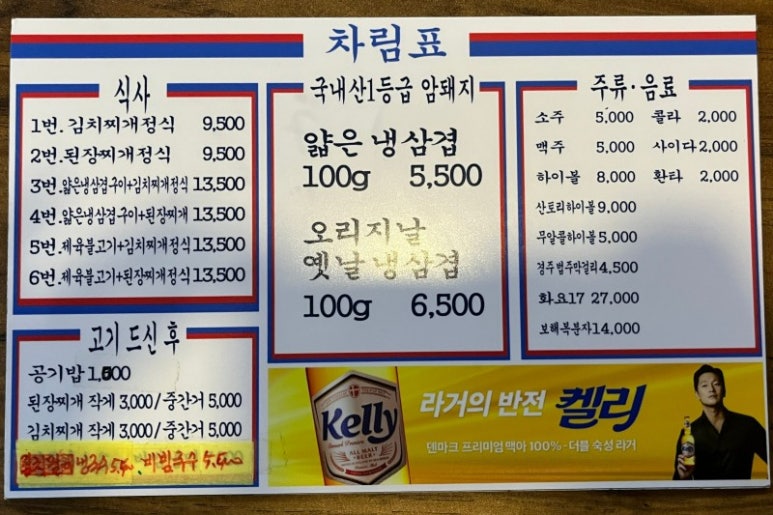 차림표
식사
1번.김치찌개정식 9,500
2번.된장찌개정식 9,500
3번.얇은냉삼겹구이+김치찌개정식 13,500
4번.얇은냉삼겹구이+된장찌개 13,500
5번.제육불고기+김치찌개정식 13,500
6번.제육불고기+된장찌개정식 13,500
고기 드신 후
공기밥 1,500
된장찌개 작게 3,000/중간거 5,000
김치찌개 작게 3,000/중간거 5,000
비빔국수 5,500
국내산1등급 암돼지
얇은 냉삼겹
100g 5,500
오리지날
옛날냉삼겹
100g 6,500
주류·음료
소주 5,000 콜라 2,000
맥주 5,000 사이다 2,000
하이볼 8,000 환타 2,000
산토리하이볼 9,000
무알콜하이볼 5,000
경주법주막걸리 4,500
화요17 27,000
보해복분자 14,000
Kelly
ALL MALT
BEER
라거의 반전 켈리
덴마크 프리미엄 맥아 100%·더블 숙성 라거